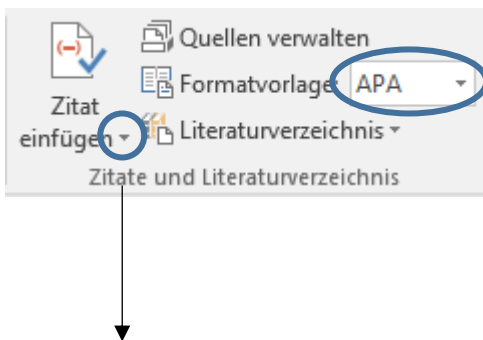 Zitat einfügen
Quellen verwalten
Formatvorlage: APA
Literaturverzeichnis
Zitate und Literaturverzeichnis